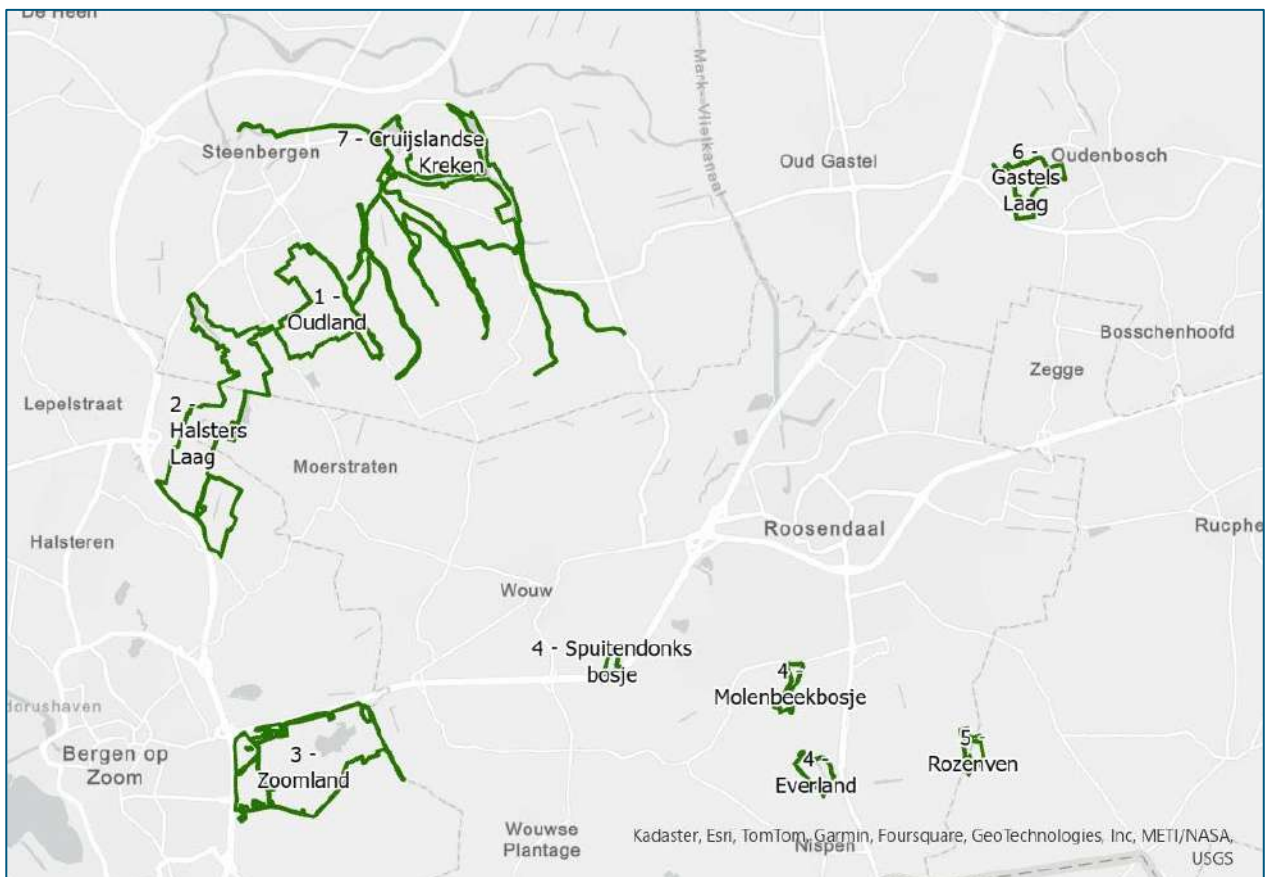 De Heen
Mark-Vlietkanaal
Steenbergen
7 - Cruijslandse
Kreken
Oud Gastel
6 -
Gastels
Laag
Oudenbosch
1 -
Oudland
Bosschenhoofd
Zegge
Lepelstraat
2 -
Halsters
Laag
Moerstraten
Halsteren
Roosendaal
Rucphe
Wouw
4 - Spuitendonks
bosje
4 -
Molenbeekbosje
dorushaven
Bergen op
Zoom
3 -
Zoomland
4 -
Everland
5 -
Rozenven
Wouwse
Plantage
Nispen
Kadaster, Esri, TomTom, Garmin, Foursquare, GeoTechnologies, Inc, METI/NASA,
USGS